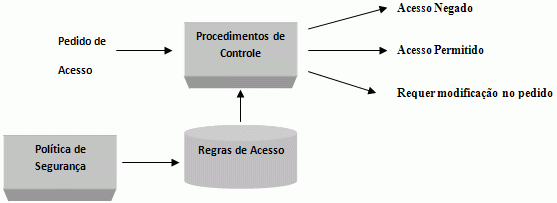 Pedido de
Acesso
Procedimentos de
Controle
Acesso Negado
Acesso Permitido
Requer modificação no pedido
Política de
Segurança
Regras de Acesso